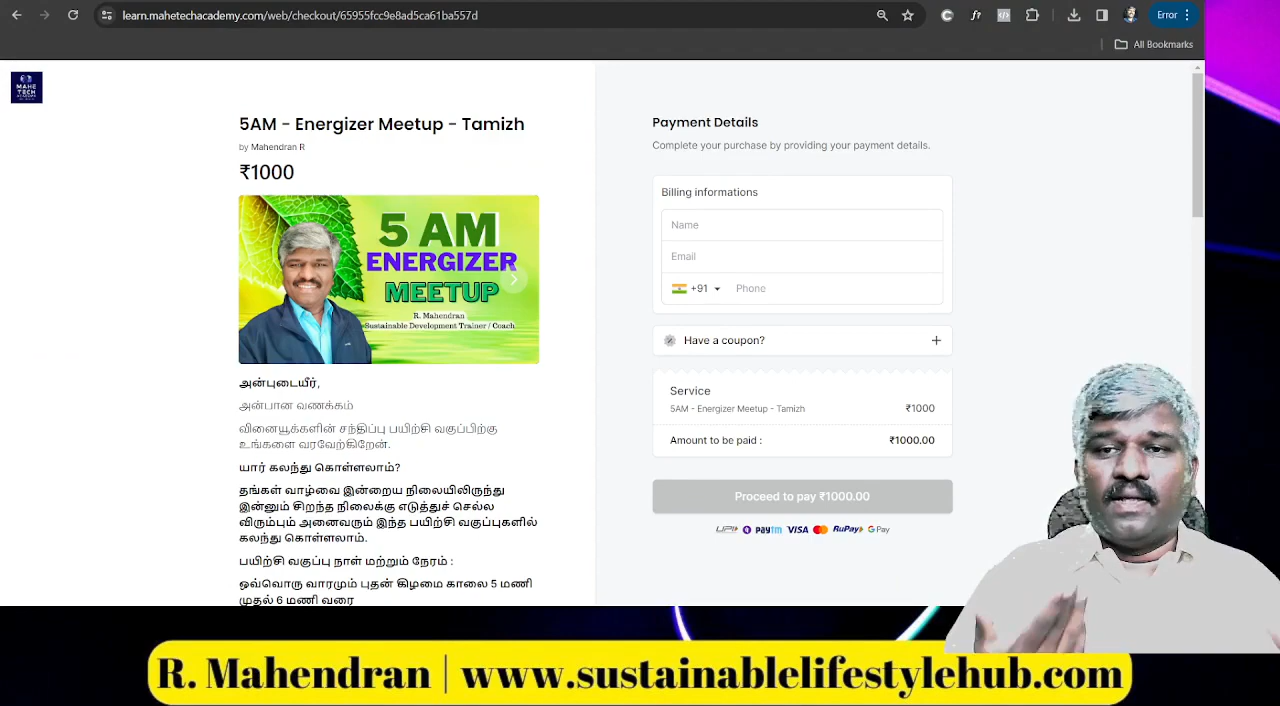 learn.mahetechacademy.com/web/checkout/65955fcc9e8ad5ca61ba557d
Error
All Bookmarks
MAHE
TECH
5AM - Energizer Meetup - Tamizh
by Mahendran R
₹1000
5 AM
ENERGIZER
MEETUP
R. Mahendran
Sustainable Development Trainer / Coach
அன்புடையீர்,
அன்பான வணக்கம்
வினையூக்களின் சந்திப்பு பயிற்சி வகுப்பிற்கு
உங்களை வரவேற்கிறேன்.
யார் கலந்து கொள்ளலாம்?
தங்கள் வாழ்வை இன்றைய நிலையிலிருந்து
இன்னும் சிறந்த நிலைக்கு எடுத்துச் செல்ல
விரும்பும் அனைவரும் இந்த பயிற்சி வகுப்புகளில்
கலந்து கொள்ளலாம்.
பயிற்சி வகுப்பு நாள் மற்றும் நேரம் :
ஒவ்வொரு வாரமும் புதன் கிழமை காலை 5 மணி
முதல் 6 மணி வரை
Payment Details
Complete your purchase by providing your payment details.
Billing informations
Name
Email
+91 Phone
Have a coupon? +
Service
5AM - Energizer Meetup - Tamizh ₹1000
Amount to be paid : ₹1000.00
Proceed to pay ₹1000.00
UPI paytm VISA RuPay G Pay
R. Mahendran | www.sustainablelifestylehub.com